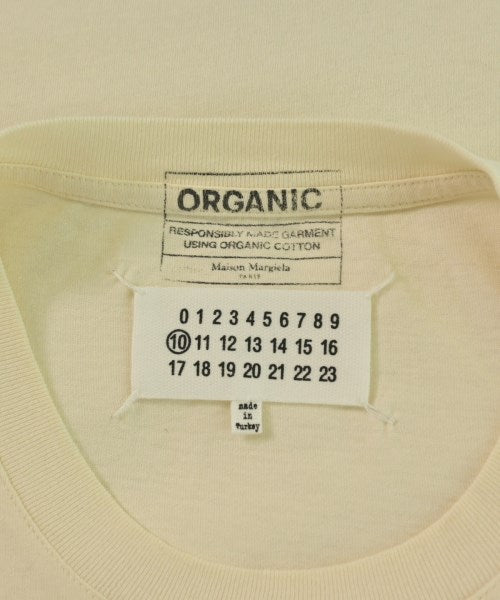 ORGANIC
RESPONSIBLY MADE GARMENT
USING ORGANIC COTTON
Maison Margiela
PARIS
0 1 2 3 4 5 6 7 8 9
10 11 12 13 14 15 16
17 18 19 20 21 22 23
made
in
Turkey